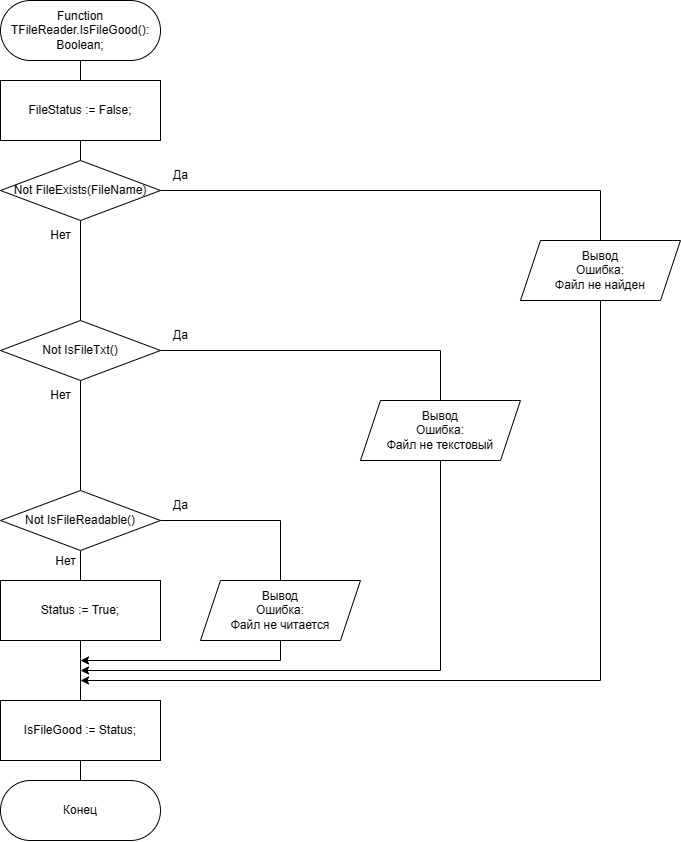 Function
TFileReader.IsFileGood():
Boolean;
FileStatus := False;
Not FileExists(FileName)
Да
Нет
Вывод
Ошибка:
Файл не найден
Not IsFileTxt()
Да
Нет
Вывод
Ошибка:
Файл не текстовый
Not IsFileReadable()
Да
Нет
Status := True;
Вывод
Ошибка:
Файл не читается
IsFileGood := Status;
Конец